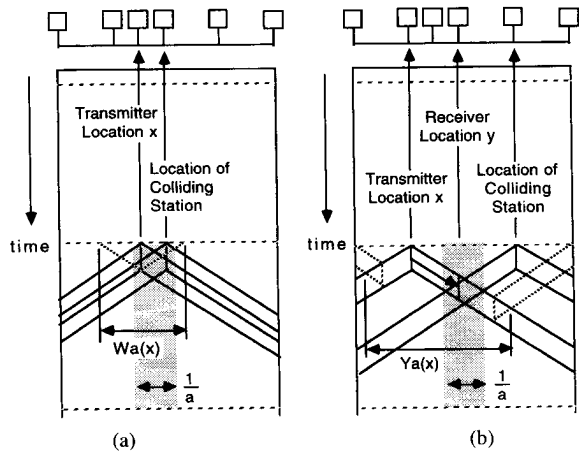 Transmitter
Location x
Location of
Colliding
Station
time
Wa(x)
1
a
(a)
Receiver
Location y
Transmitter
Location x
Location of
Colliding
Station
time
Ya(x)
1
a
(b)